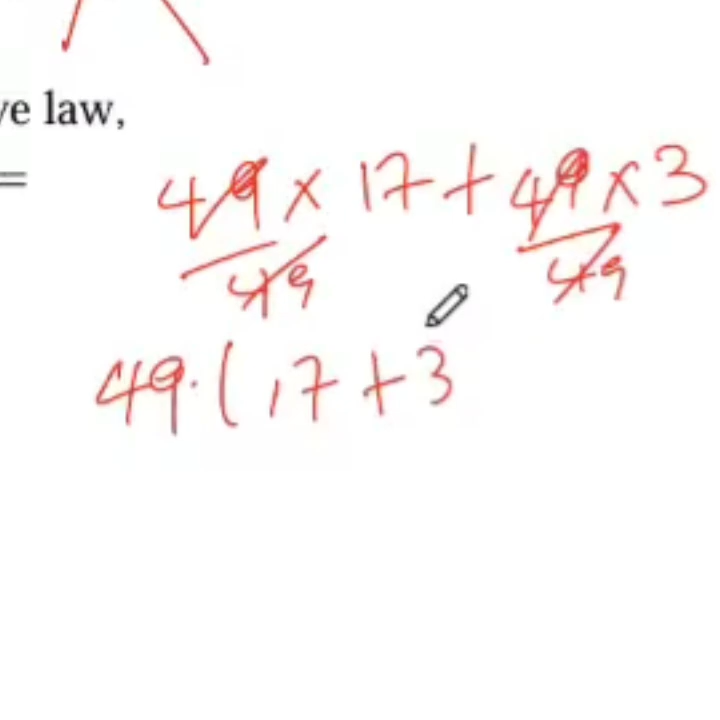 ve law,
=
49 × 17 + 49 × 3
49 49
49 · ( 17 + 3